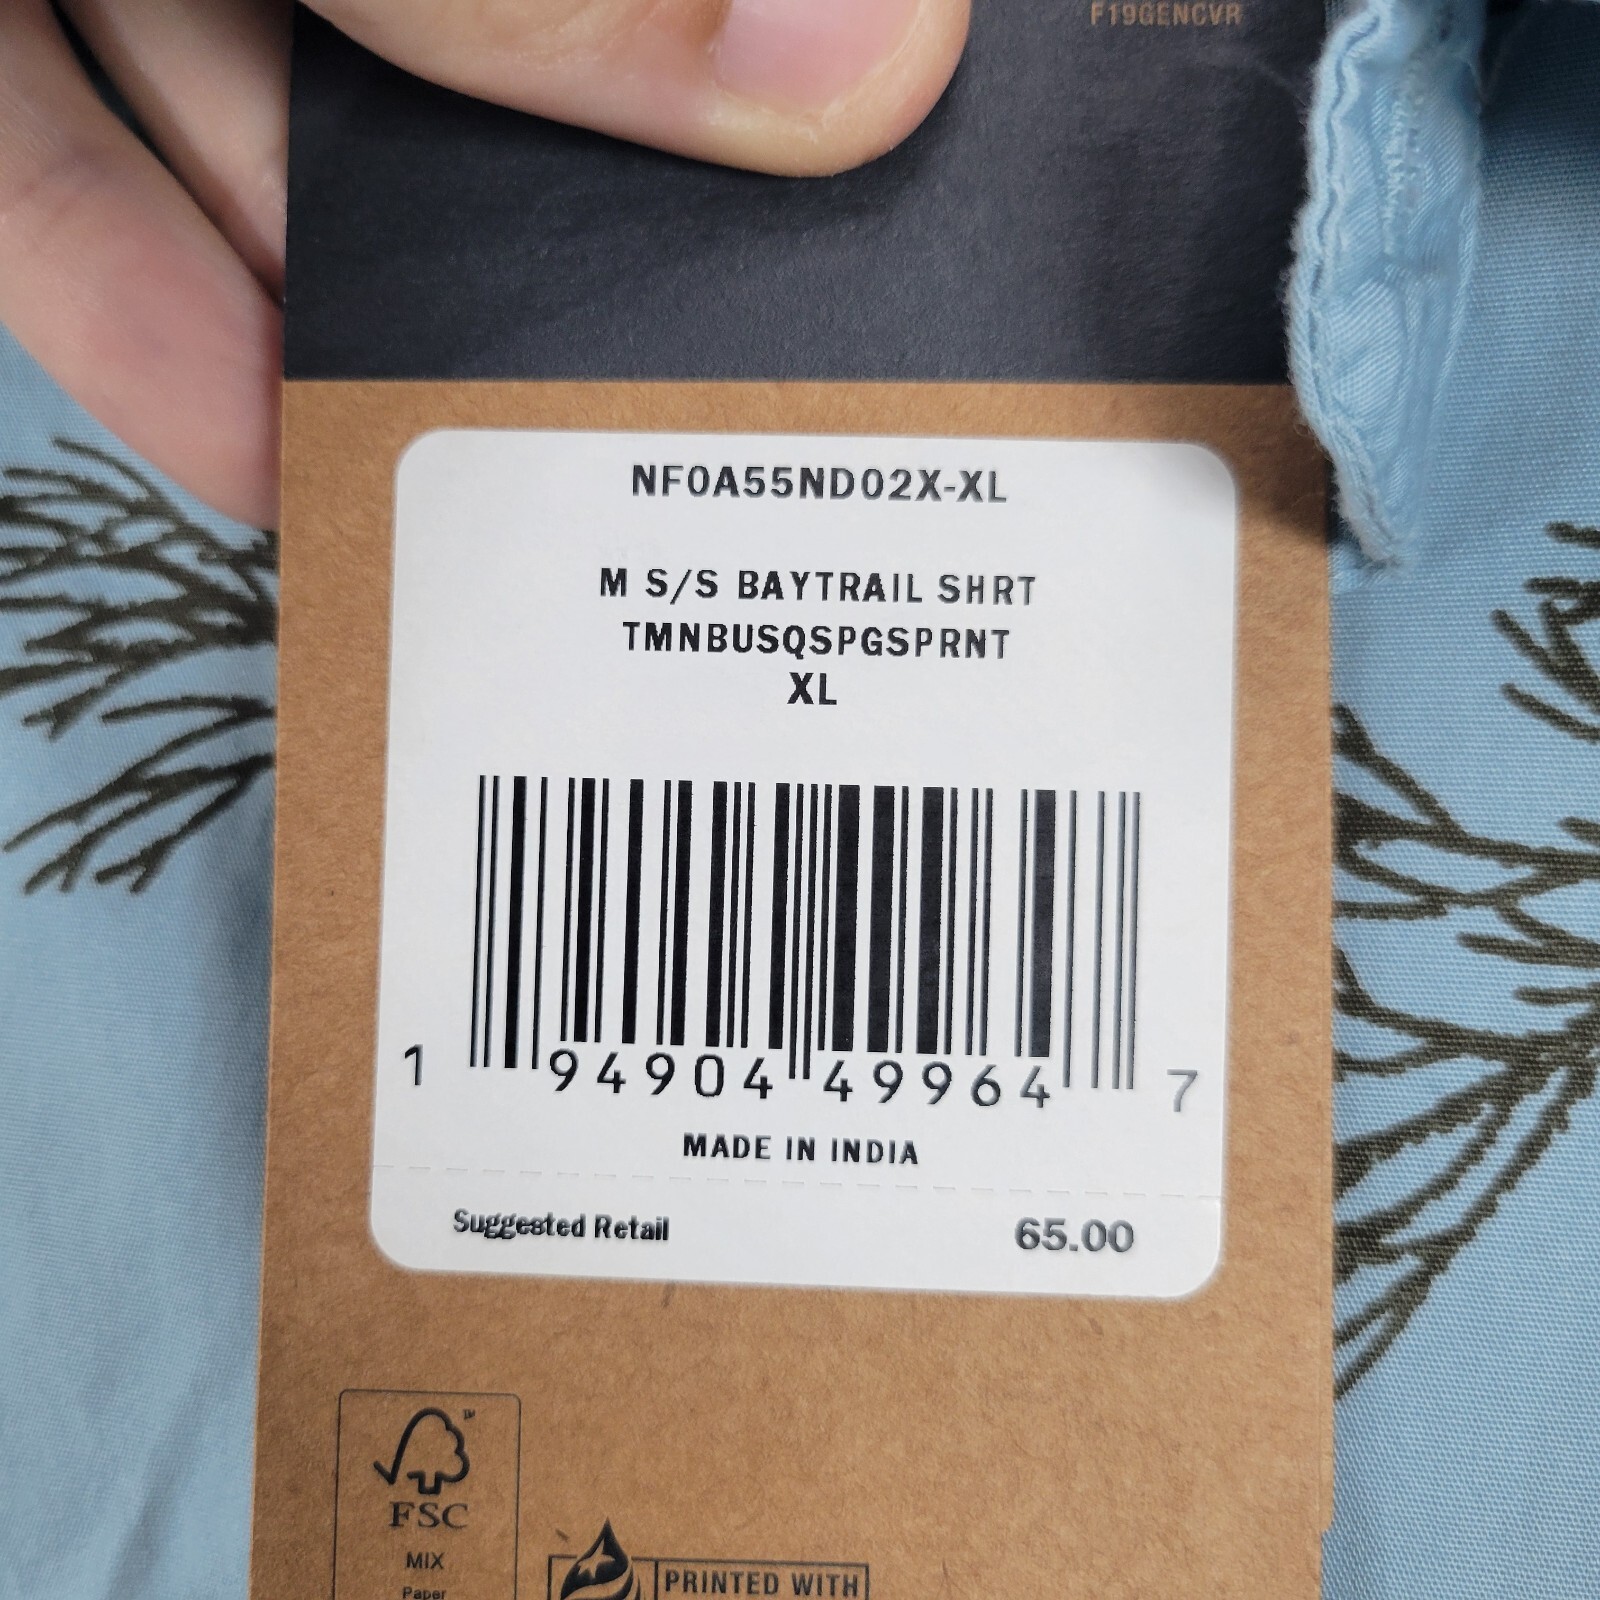 F19GENCVR
NF0A55ND02X-XL
M S/S BAYTRAIL SHRT
TMNBUSQSPGSPRNT
XL
1 94904 49964 7
MADE IN INDIA
Suggested Retail 65.00
TM
FSC
MIX
Paper
PRINTED WITH